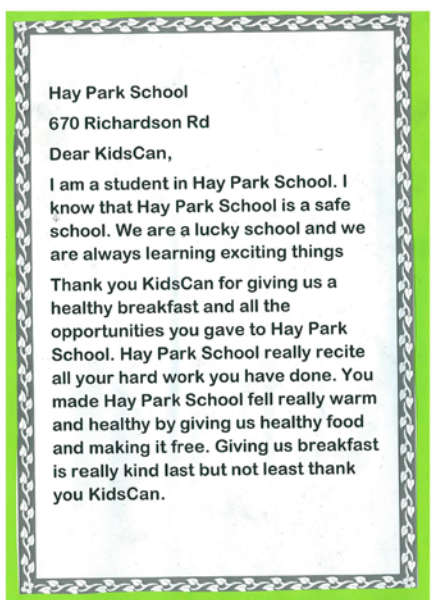 Hay Park School
670 Richardson Rd
Dear KidsCan,
I am a student in Hay Park School. I
know that Hay Park School is a safe
school. We are a lucky school and we
are always learning exciting things
Thank you KidsCan for giving us a
healthy breakfast and all the
opportunities you gave to Hay Park
School. Hay Park School really recite
all your hard work you have done. You
made Hay Park School fell really warm
and healthy by giving us healthy food
and making it free. Giving us breakfast
is really kind last but not least thank
you KidsCan.